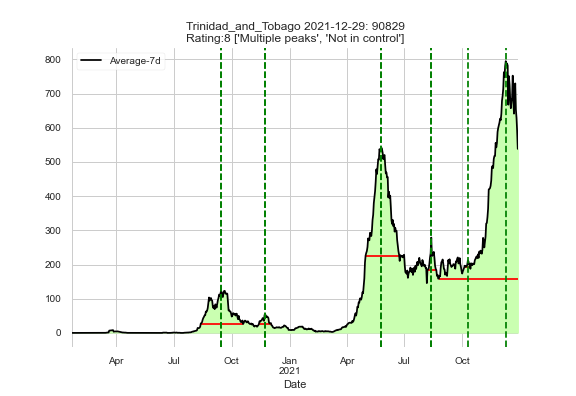 Trinidad_and_Tobago 2021-12-29: 90829
Rating:8 ['Multiple peaks', 'Not in control']
Average-7d
800
700
600
500
400
300
200
100
0
Apr Jul Oct Jan Apr Jul Oct
2021
Date